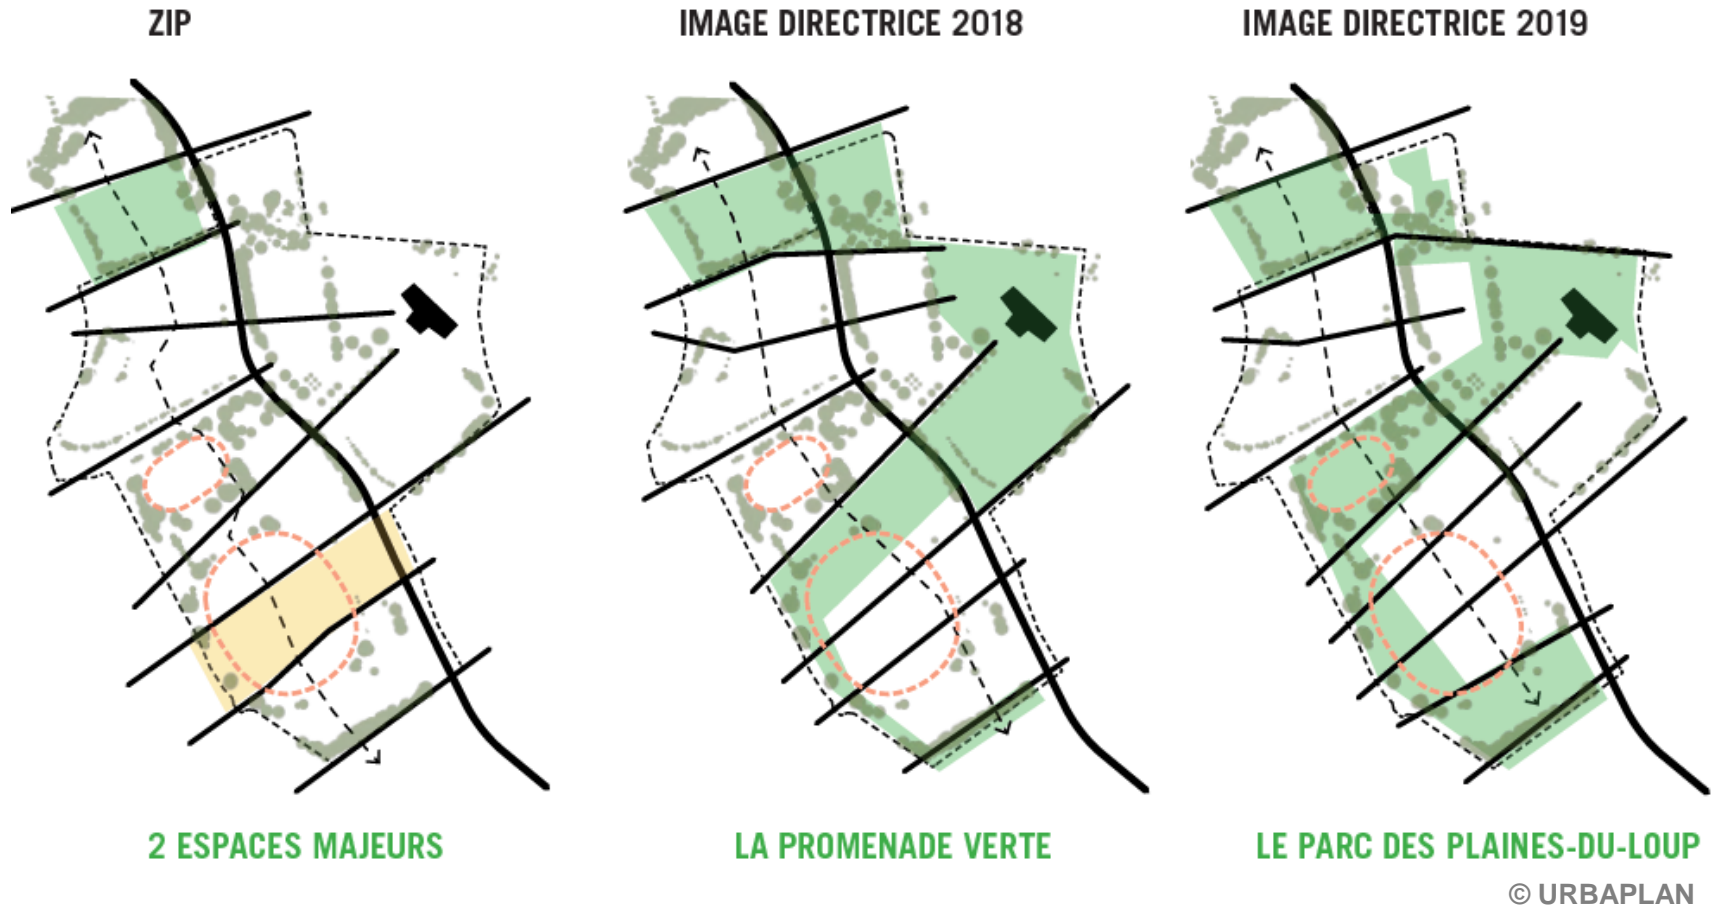 ZIP
IMAGE DIRECTRICE 2018
IMAGE DIRECTRICE 2019
2 ESPACES MAJEURS
LA PROMENADE VERTE
LE PARC DES PLAINES-DU-LOUP
© URBAPLAN